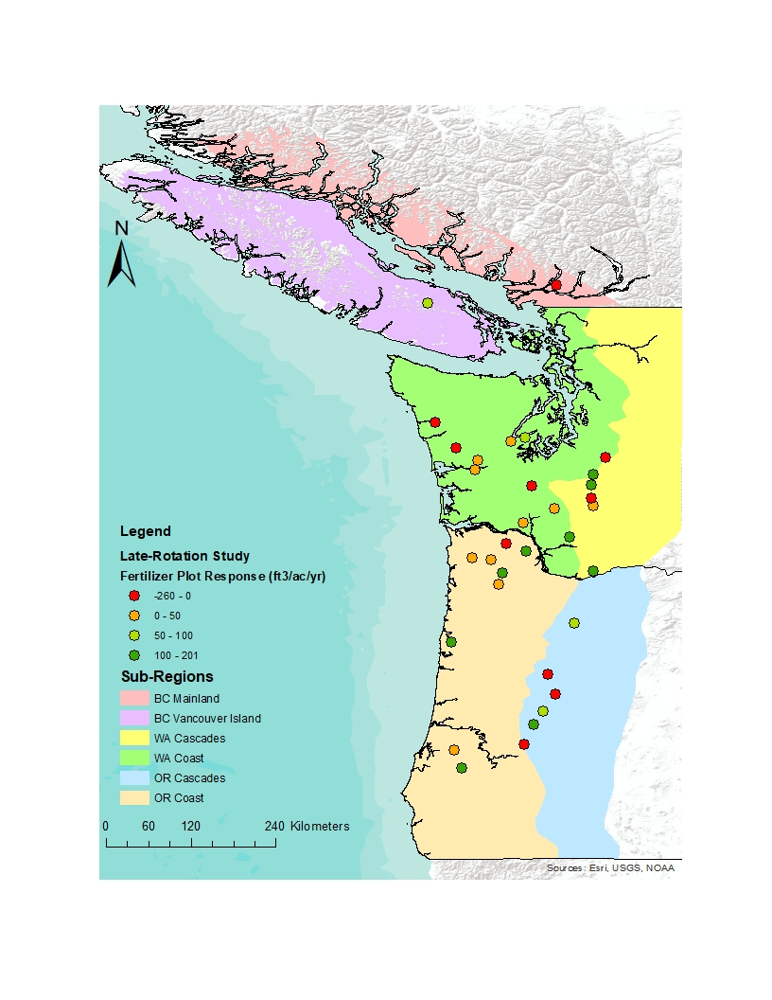 N
Legend
Late-Rotation Study
Fertilizer Plot Response (ft3/ac/yr)
-260 - 0
0 - 50
50 - 100
100 - 201
Sub-Regions
BC Mainland
BC Vancouver Island
WA Cascades
WA Coast
OR Cascades
OR Coast
0 60 120 240 Kilometers
Sources: Esri, USGS, NOAA